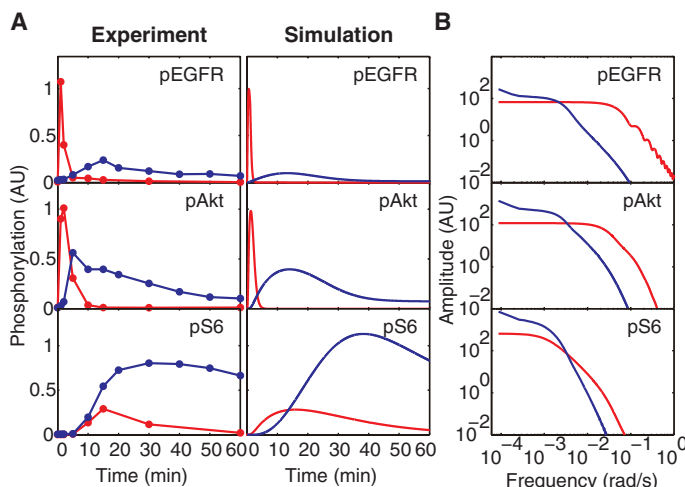 A
Experiment
Simulation
B
pEGFR
pEGFR
pEGFR
1
0.5
0
10^2
10^0
10^-2
pAkt
pAkt
pAkt
1
0.5
0
10^2
10^0
10^-2
pS6
pS6
pS6
1
0.5
0
10^2
10^0
10^-2
Phosphorylation (AU)
Amplitude (AU)
0 10 20 30 40 50 60
0 10 20 30 40 50 60
10^-4 10^-3 10^-2 10^-1 10^0
Time (min)
Time (min)
Frequency (rad/s)